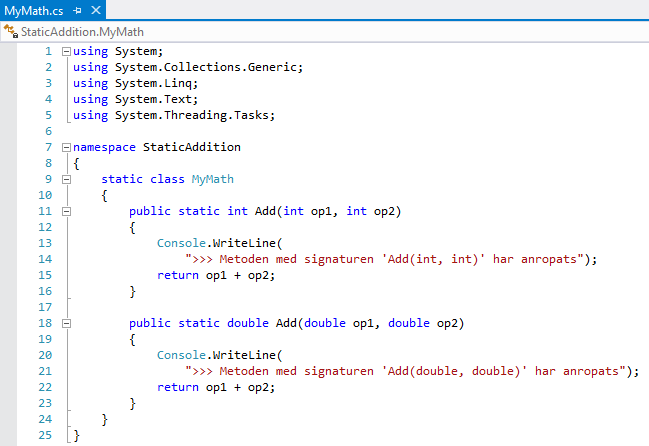 MyMath.cs
StaticAddition.MyMath
1 using System;
2 using System.Collections.Generic;
3 using System.Linq;
4 using System.Text;
5 using System.Threading.Tasks;
6
7 namespace StaticAddition
8 {
9     static class MyMath
10     {
11         public static int Add(int op1, int op2)
12         {
13             Console.WriteLine(
14                 ">>> Metoden med signaturen 'Add(int, int)' har anropats");
15             return op1 + op2;
16         }
17
18         public static double Add(double op1, double op2)
19         {
20             Console.WriteLine(
21                 ">>> Metoden med signaturen 'Add(double, double)' har anropats");
22             return op1 + op2;
23         }
24     }
25 }